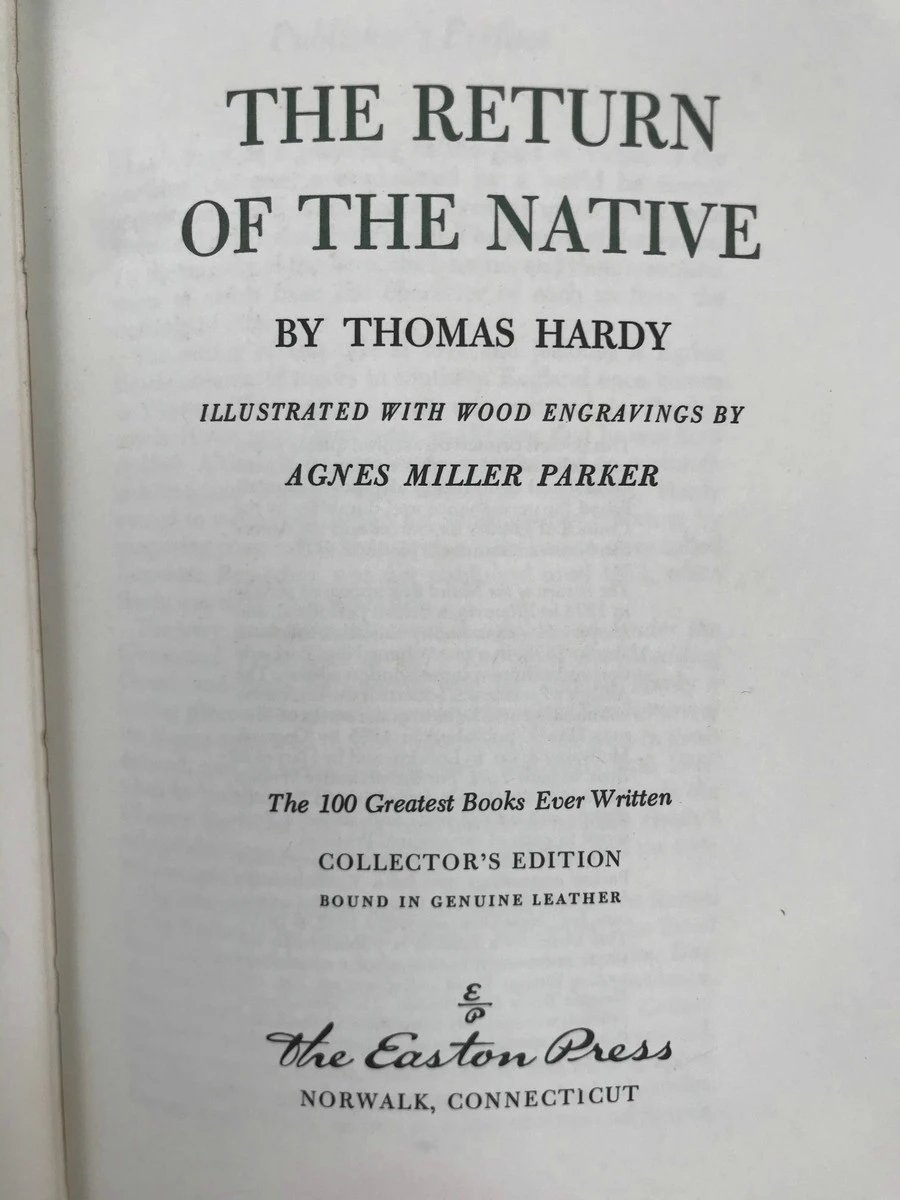 THE RETURN
OF THE NATIVE
BY THOMAS HARDY
ILLUSTRATED WITH WOOD ENGRAVINGS BY
AGNES MILLER PARKER
The 100 Greatest Books Ever Written
COLLECTOR'S EDITION
BOUND IN GENUINE LEATHER
E
P
The Easton Press
NORWALK, CONNECTICUT